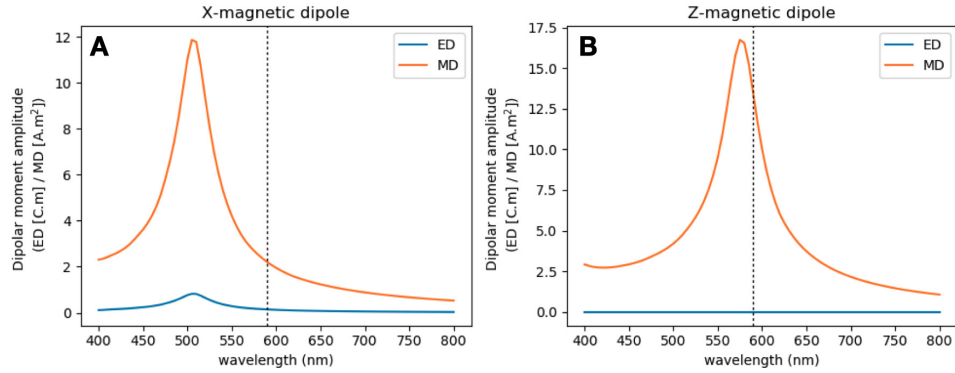 X-magnetic dipole
A
ED
MD
12
10
8
6
4
2
0
Dipolar moment amplitude
(ED [C.m] / MD [A.m²])
400 450 500 550 600 650 700 750 800
wavelength (nm)
Z-magnetic dipole
B
ED
MD
17.5
15.0
12.5
10.0
7.5
5.0
2.5
0.0
Dipolar moment amplitude
(ED [C.m] / MD [A.m²])
400 450 500 550 600 650 700 750 800
wavelength (nm)